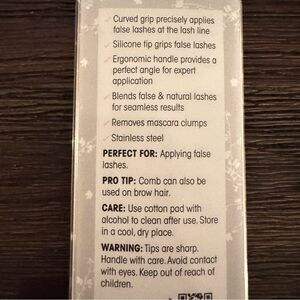 Curved grip precisely applies
false lashes at the lash line
Silicone tip grips false lashes
Ergonomic handle provides a
perfect angle for expert
application
Blends false & natural lashes
for seamless results
Removes mascara clumps
Stainless steel
PERFECT FOR: Applying false
lashes.
PRO TIP: Comb can also be
used on brow hair.
CARE: Use cotton pad with
alcohol to clean after use. Store
in a cool, dry place.
WARNING: Tips are sharp.
Handle with care. Avoid contact
with eyes. Keep out of reach of
children.